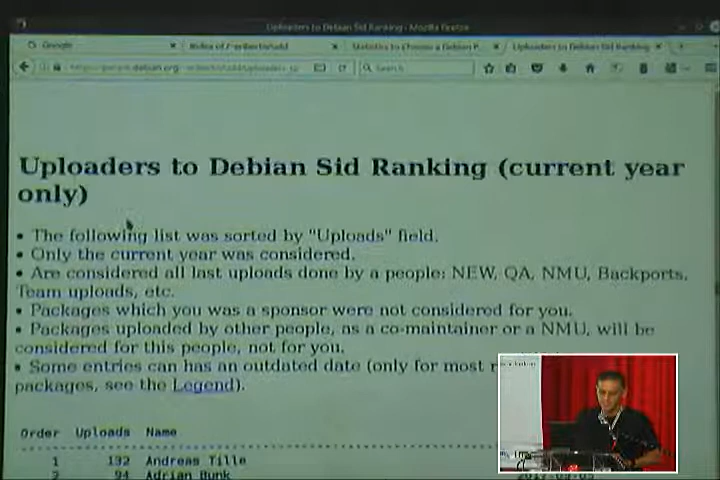 Uploaders to Debian Sid Ranking - Mozilla Firefox
Google
Uploaders to Debian Sid Ranking
Search
Uploaders to Debian Sid Ranking (current year
only)
• The following list was sorted by "Uploads" field.
• Only the current year was considered.
• Are considered all last uploads done by a people: NEW, QA, NMU, Backports,
Team uploads, etc.
• Packages which you was a sponsor were not considered for you.
• Packages uploaded by other people, as a co-maintainer or a NMU, will be
considered for this people, not for you.
• Some entries can has an outdated date (only for most
packages, see the Legend).
Order Uploads Name
1 132 Andreas Tille
2 94 Adrian Bunk